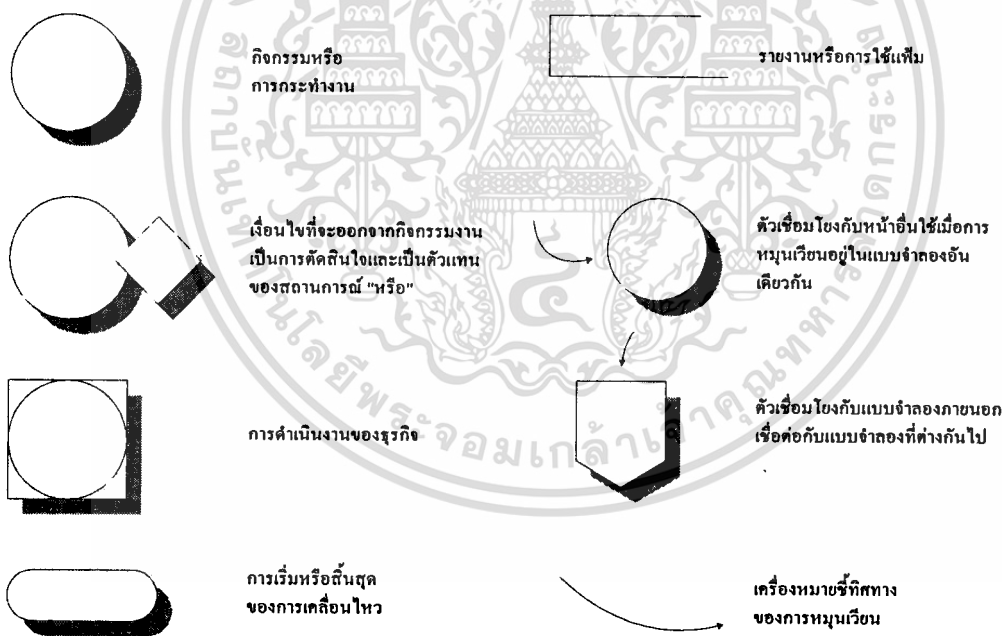 กิจกรรมหรือ
การกระทำงาน
รายงานหรือการใช้แฟ้ม
เงื่อนไขที่จะออกจากกิจกรรมงาน
เป็นการตัดสินใจและเป็นตัวแทน
ของสถานการณ์ "หรือ"
ตัวเชื่อมโยงกับหน้าอื่นใช้เมื่อการ
หมุนเวียนอยู่ในแบบจำลองอัน
เดียวกัน
การดำเนินงานของธุรกิจ
ตัวเชื่อมโยงกับแบบจำลองภายนอก
เชื่อต่อกับแบบจำลองที่ต่างกันไป
การเริ่มหรือสิ้นสุด
ของการเคลื่อนไหว
เครื่องหมายชี้ทิศทาง
ของการหมุนเวียน